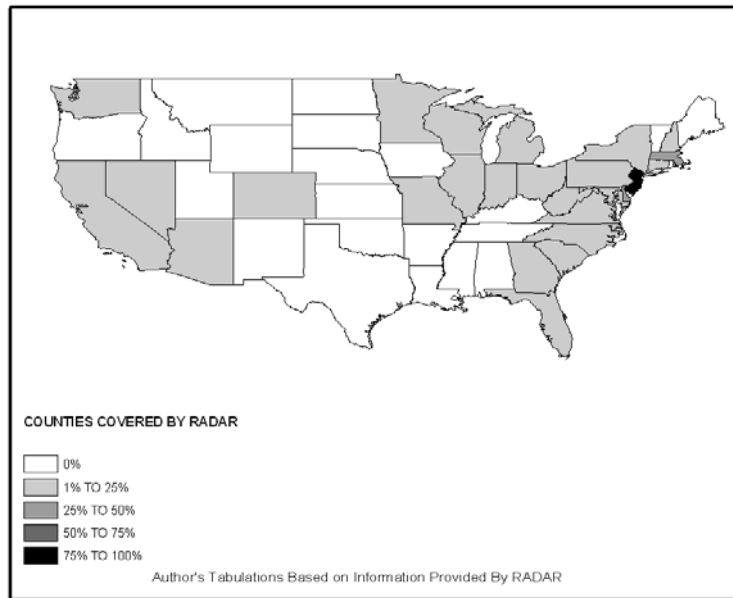 COUNTIES COVERED BY RADAR
0%
1% TO 25%
25% TO 50%
50% TO 75%
75% TO 100%
Author's Tabulations Based on Information Provided By RADAR